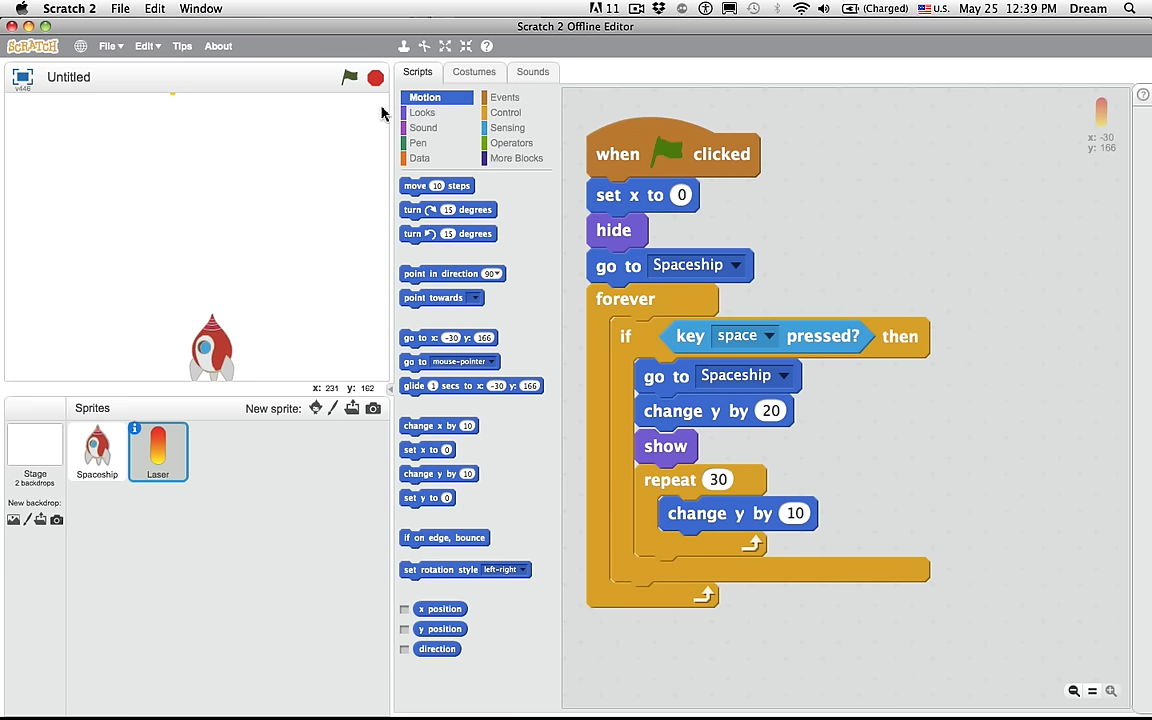 Scratch 2 File Edit Window 11 (Charged) U.S. May 25 12:39 PM Dream
Scratch 2 Offline Editor
SCRATCH File Edit Tips About
Untitled
v446
Scripts Costumes Sounds
Motion Events
Looks Control
Sound Sensing
Pen Operators
Data More Blocks
move 10 steps
turn 15 degrees
turn 15 degrees
point in direction 90
point towards
go to x: -30 y: 166
go to mouse-pointer
glide 1 secs to x: -30 y: 166
change x by 10
set x to 0
change y by 10
set y to 0
if on edge, bounce
set rotation style left-right
x position
y position
direction
x: 231 y: 162
Sprites New sprite:
Stage
2 backdrops
New backdrop:
Spaceship
Laser
when clicked
set x to 0
hide
go to Spaceship
forever
if key space pressed? then
go to Spaceship
change y by 20
show
repeat 30
change y by 10
x: -30
y: 166